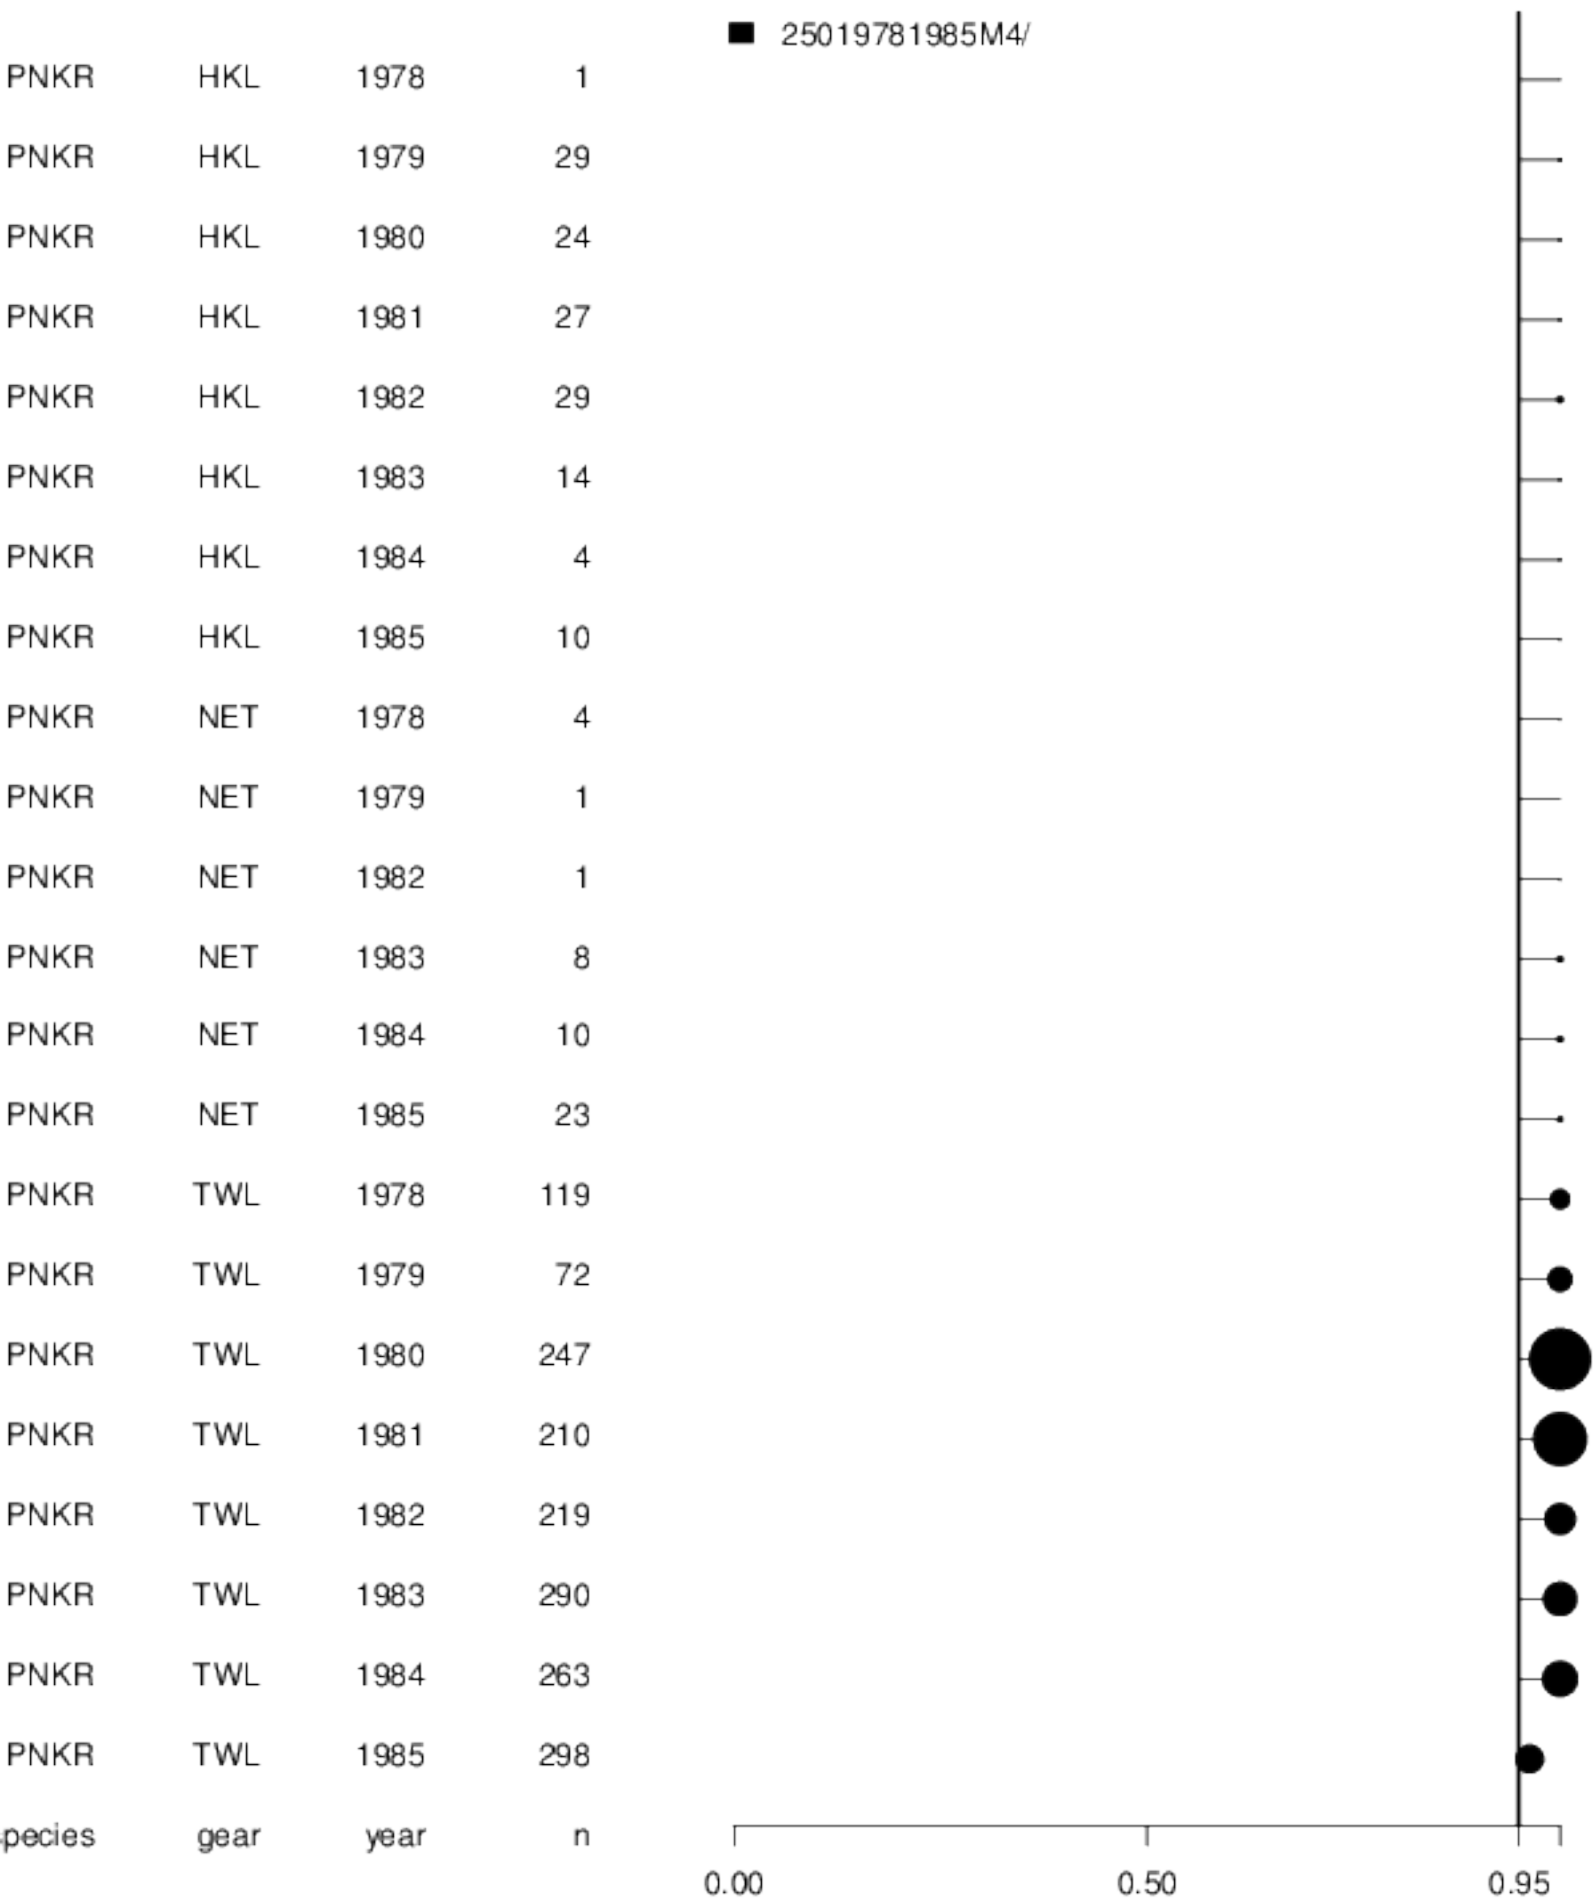 25019781985M4/
PNKR HKL 1978 1
PNKR HKL 1979 29
PNKR HKL 1980 24
PNKR HKL 1981 27
PNKR HKL 1982 29
PNKR HKL 1983 14
PNKR HKL 1984 4
PNKR HKL 1985 10
PNKR NET 1978 4
PNKR NET 1979 1
PNKR NET 1982 1
PNKR NET 1983 8
PNKR NET 1984 10
PNKR NET 1985 23
PNKR TWL 1978 119
PNKR TWL 1979 72
PNKR TWL 1980 247
PNKR TWL 1981 210
PNKR TWL 1982 219
PNKR TWL 1983 290
PNKR TWL 1984 263
PNKR TWL 1985 298
pecies gear year n
0.00 0.50 0.95